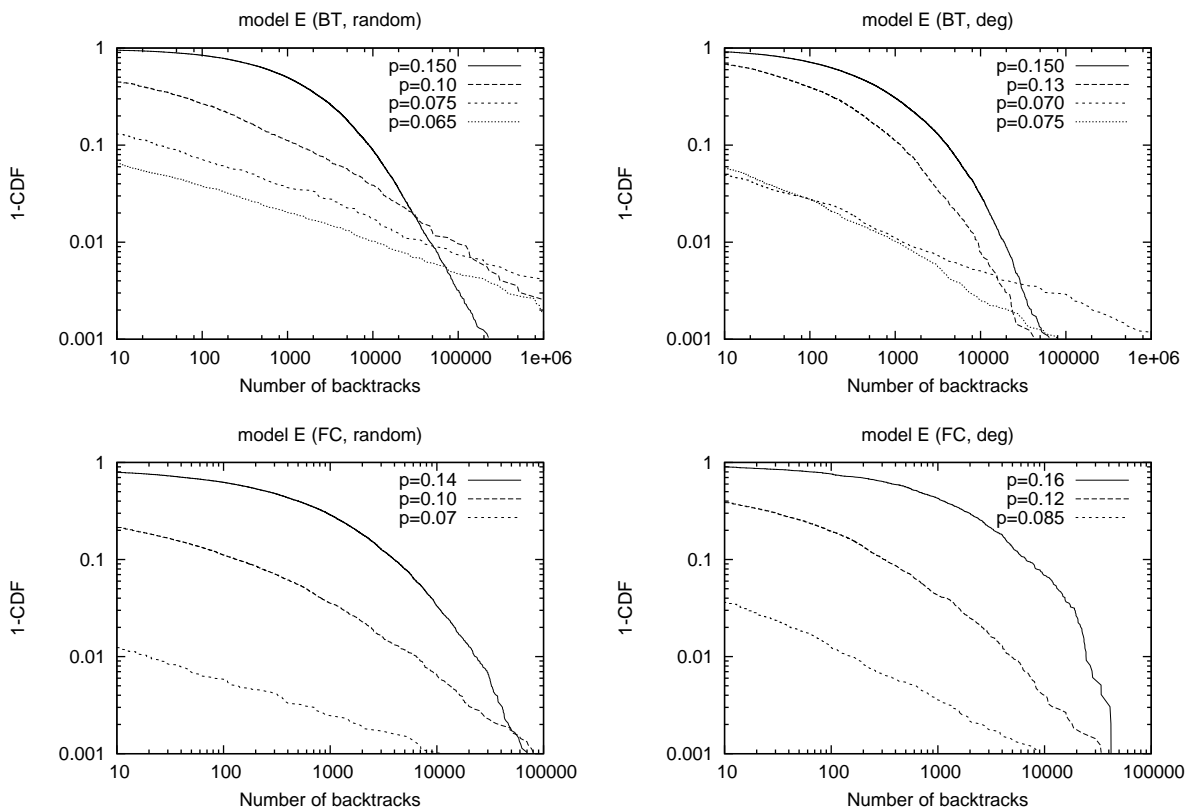 model E (BT, random)
1-CDF
1
0.1
0.01
0.001
10 100 1000 10000 100000 1e+06
Number of backtracks
p=0.150
p=0.10
p=0.075
p=0.065
model E (BT, deg)
1-CDF
1
0.1
0.01
0.001
10 100 1000 10000 100000 1e+06
Number of backtracks
p=0.150
p=0.13
p=0.070
p=0.075
model E (FC, random)
1-CDF
1
0.1
0.01
0.001
10 100 1000 10000 100000
Number of backtracks
p=0.14
p=0.10
p=0.07
model E (FC, deg)
1-CDF
1
0.1
0.01
0.001
10 100 1000 10000 100000
Number of backtracks
p=0.16
p=0.12
p=0.085